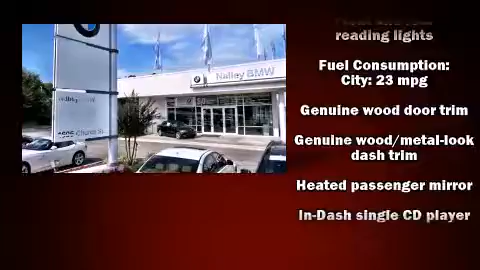 reading lights
Fuel Consumption:
City: 23 mpg
Genuine wood door trim
Genuine wood/metal-look
dash trim
Heated passenger mirror
In-Dash single CD player
Nalley BMW